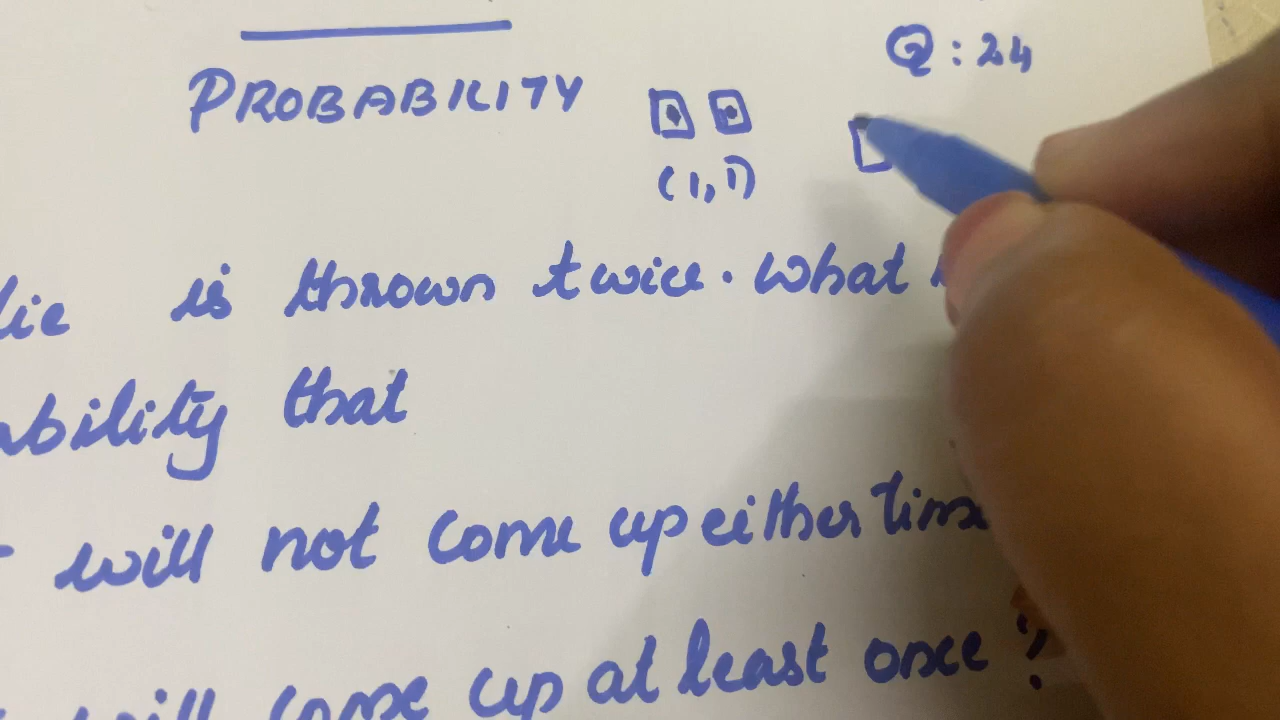 PROBABILITY
Q : 24
(1,1)
die is thrown twice. What
ability that
will not come up either time
will come up at least once ?